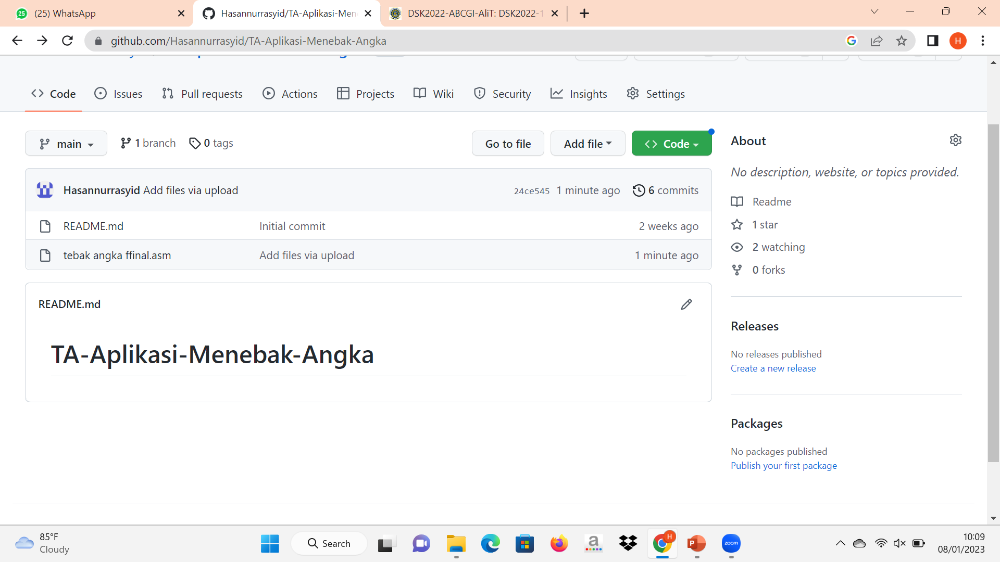 25
(25) WhatsApp
Hasannurrasyid/TA-Aplikasi-Men
DSK2022-ABCGI-AliT: DSK2022-1
github.com/Hasannurrasyid/TA-Aplikasi-Menebak-Angka
H
Code
Issues
Pull requests
Actions
Projects
Wiki
Security
Insights
Settings
main
1 branch
0 tags
Go to file
Add file
Code
Hasannurrasyid Add files via upload
24ce545 1 minute ago
6 commits
README.md Initial commit 2 weeks ago
tebak angka ffinal.asm Add files via upload 1 minute ago
README.md
TA-Aplikasi-Menebak-Angka
About
No description, website, or topics provided.
Readme
1 star
2 watching
0 forks
Releases
No releases published
Create a new release
Packages
No packages published
Publish your first package
85°F
Cloudy
Search
a
H
P
zoom
10:09
08/01/2023